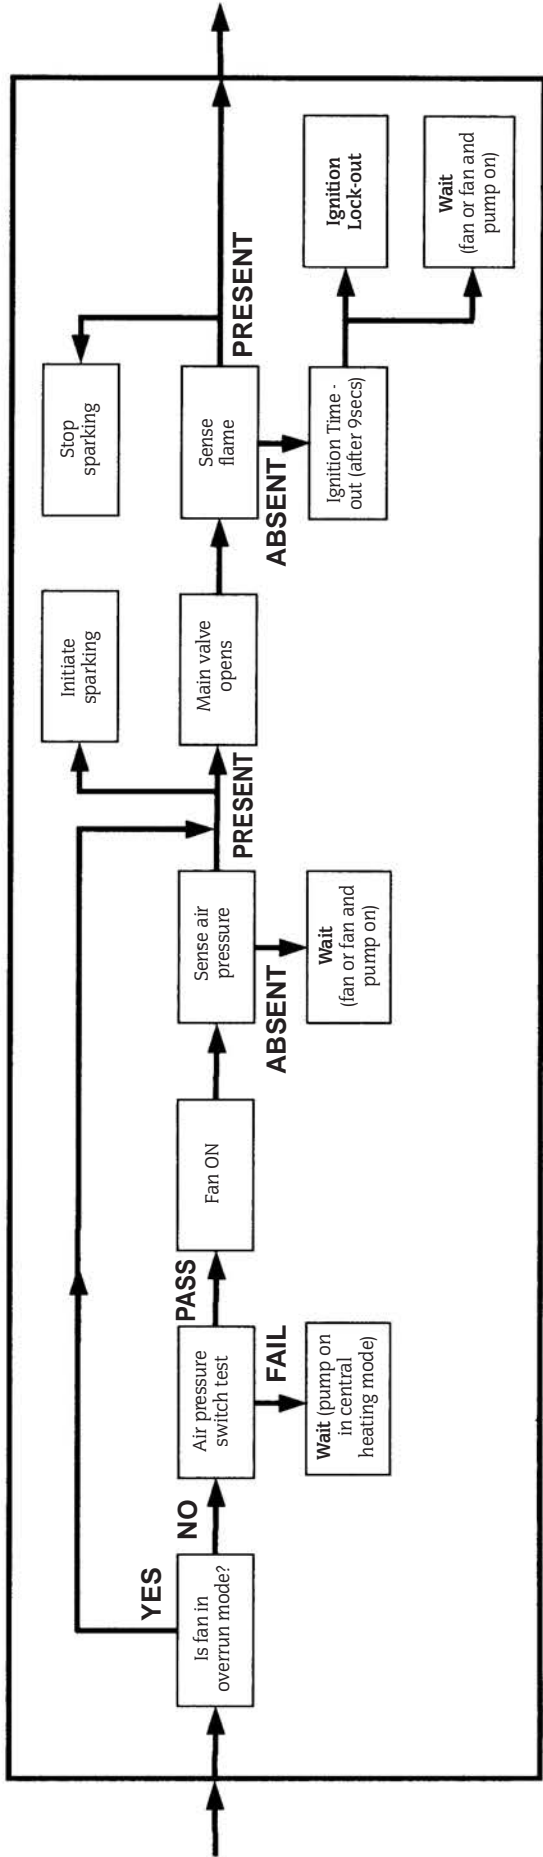 Is fan in
overrun mode?
YES
NO
Air pressure
switch test
PASS
FAIL
Wait (pump on
in central
heating mode)
Fan ON
Sense air
pressure
PRESENT
ABSENT
Wait
(fan or fan and
pump on)
Initiate
sparking
Main valve
opens
Sense
flame
PRESENT
ABSENT
Stop
sparking
Ignition Time -
out (after 9secs)
Ignition
Lock-out
Wait
(fan or fan and
pump on)